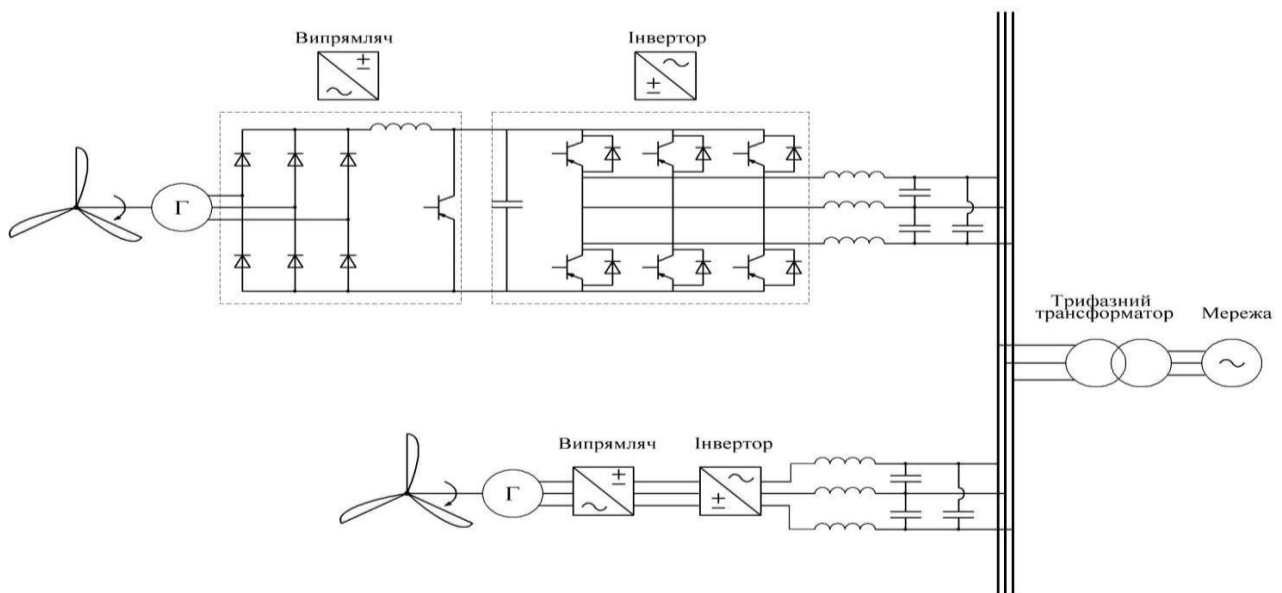 Випрямляч
Інвертор
Г
Трифазний
трансформатор
Мережа
Випрямляч
Інвертор
Г